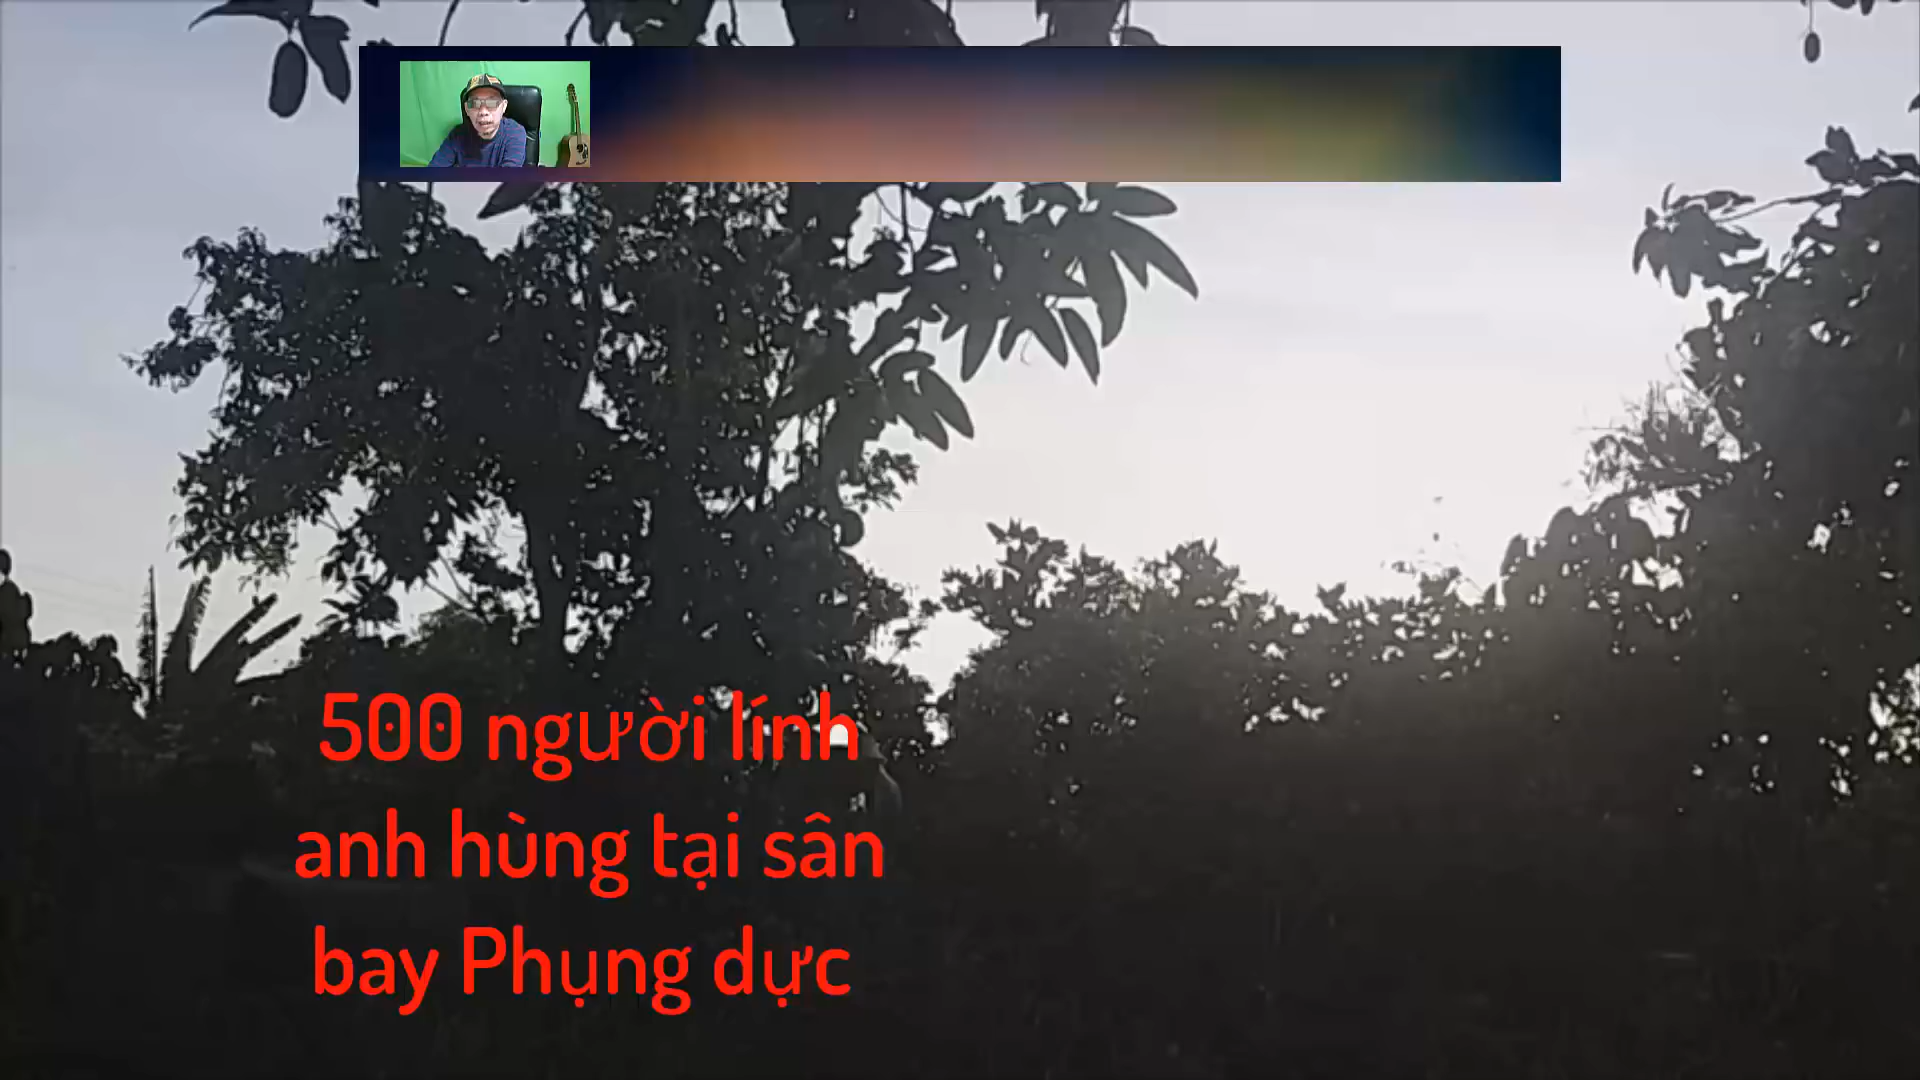 500 người lính
anh hùng tại sân
bay Phụng dực